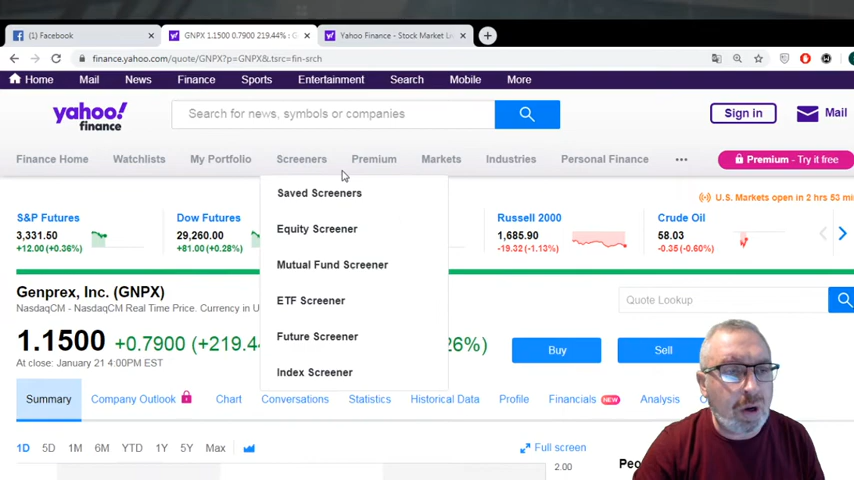 (1) Facebook
GNPX 1.1500 0.7900 219.44% :
Yahoo Finance - Stock Market L
finance.yahoo.com/quote/GNPX?p=GNPX&.tsrc=fin-srch
Home Mail News Finance Sports Entertainment Search Mobile More
yahoo!
finance
Search for news, symbols or companies
Sign in
Mail
Finance Home Watchlists My Portfolio Screeners Premium Markets Industries Personal Finance ...
Premium - Try it free
Saved Screeners
Equity Screener
Mutual Fund Screener
ETF Screener
Future Screener
Index Screener
U.S. Markets open in 2 hrs 53 mi
S&P Futures
3,331.50
+12.00 (+0.36%)
Dow Futures
29,260.00
+81.00 (+0.28%)
Russell 2000
1,685.90
-19.32 (-1.13%)
Crude Oil
58.03
-0.35 (-0.60%)
Genprex, Inc. (GNPX)
NasdaqCM - NasdaqCM Real Time Price. Currency in U
Quote Lookup
1.1500 +0.7900 (+219.44 26%)
At close: January 21 4:00PM EST
Buy
Sell
Summary Company Outlook Chart Conversations Statistics Historical Data Profile Financials NEW Analysis O
1D 5D 1M 6M YTD 1Y 5Y Max
Full screen
2.00
Peo